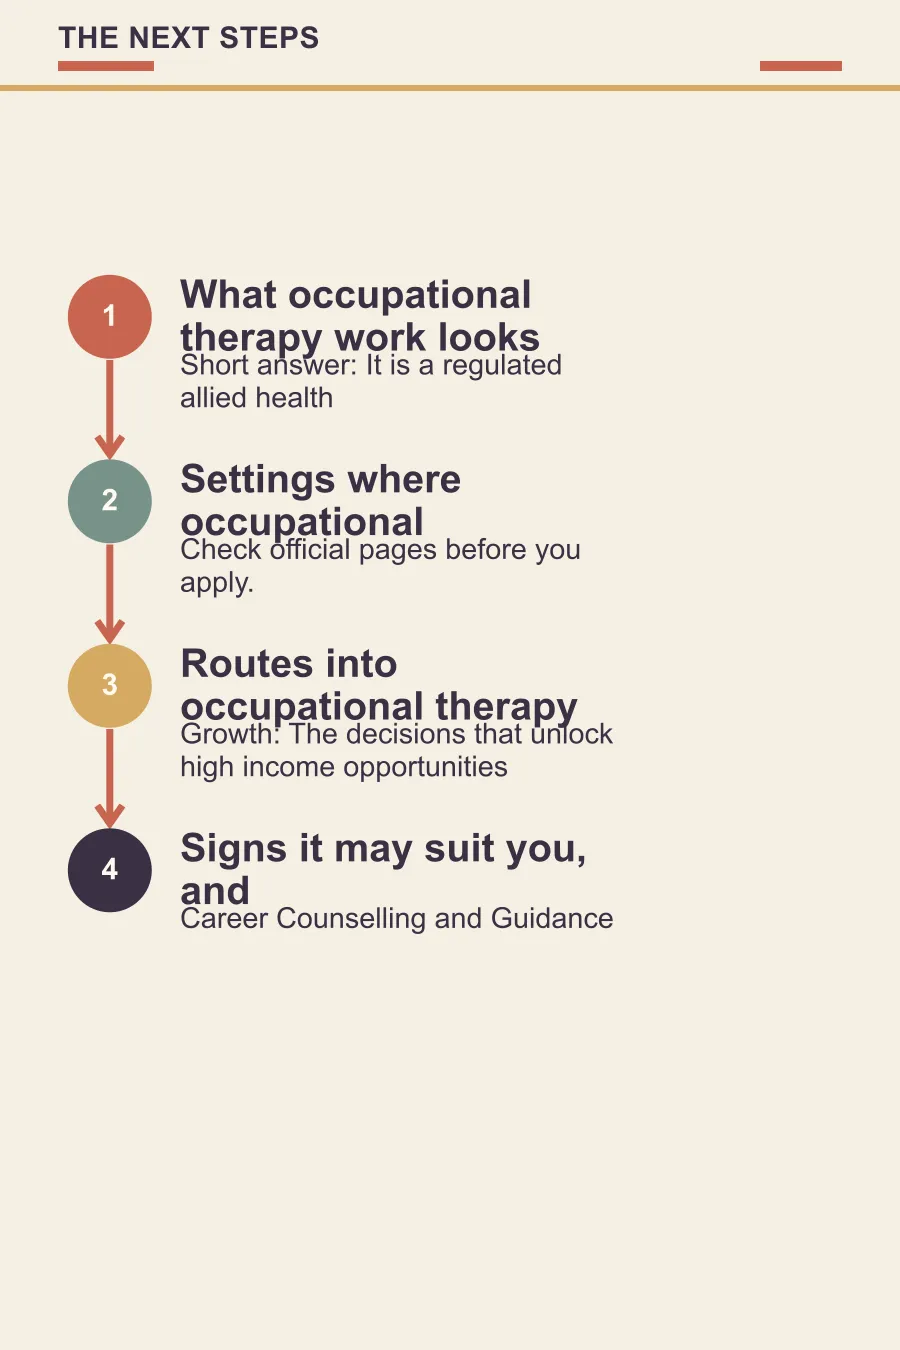 THE NEXT STEPS
1
What occupational
therapy work looks
Short answer: It is a regulated
allied health
2
Settings where
occupational
Check official pages before you
apply.
3
Routes into
occupational therapy
Growth: The decisions that unlock
high income opportunities
4
Signs it may suit you,
and
Career Counselling and Guidance